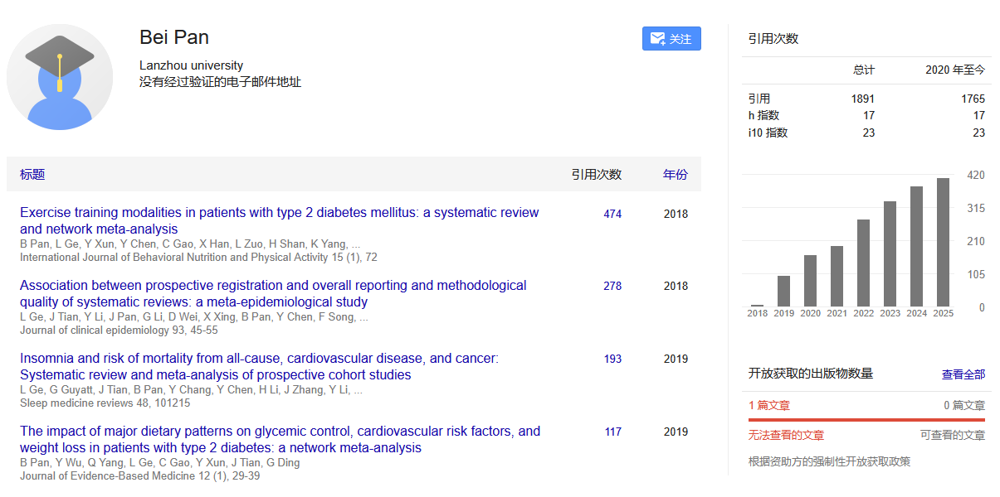 Bei Pan
关注
Lanzhou university
没有经过验证的电子邮件地址
标题 引用次数 年份
Exercise training modalities in patients with type 2 diabetes mellitus: a systematic review 474 2018
and network meta-analysis
B Pan, L Ge, Y Xun, Y Chen, C Gao, X Han, L Zuo, H Shan, K Yang, ...
International Journal of Behavioral Nutrition and Physical Activity 15 (1), 72
Association between prospective registration and overall reporting and methodological 278 2018
quality of systematic reviews: a meta-epidemiological study
L Ge, J Tian, Y Li, J Pan, G Li, D Wei, X Xing, B Pan, Y Chen, F Song, ...
Journal of clinical epidemiology 93, 45-55
Insomnia and risk of mortality from all-cause, cardiovascular disease, and cancer: 193 2019
Systematic review and meta-analysis of prospective cohort studies
L Ge, G Guyatt, J Tian, B Pan, Y Chang, Y Chen, H Li, J Zhang, Y Li, ...
Sleep medicine reviews 48, 101215
The impact of major dietary patterns on glycemic control, cardiovascular risk factors, and 117 2019
weight loss in patients with type 2 diabetes: a network meta-analysis
B Pan, Y Wu, Q Yang, L Ge, C Gao, Y Xun, J Tian, G Ding
Journal of Evidence-Based Medicine 12 (1), 29-39
引用次数
总计 2020 年至今
引用 1891 1765
h 指数 17 17
i10 指数 23 23
420
315
210
105
0
2018 2019 2020 2021 2022 2023 2024 2025
开放获取的出版物数量 查看全部
1 篇文章 0 篇文章
无法查看的文章 可查看的文章
根据资助方的强制性开放获取政策